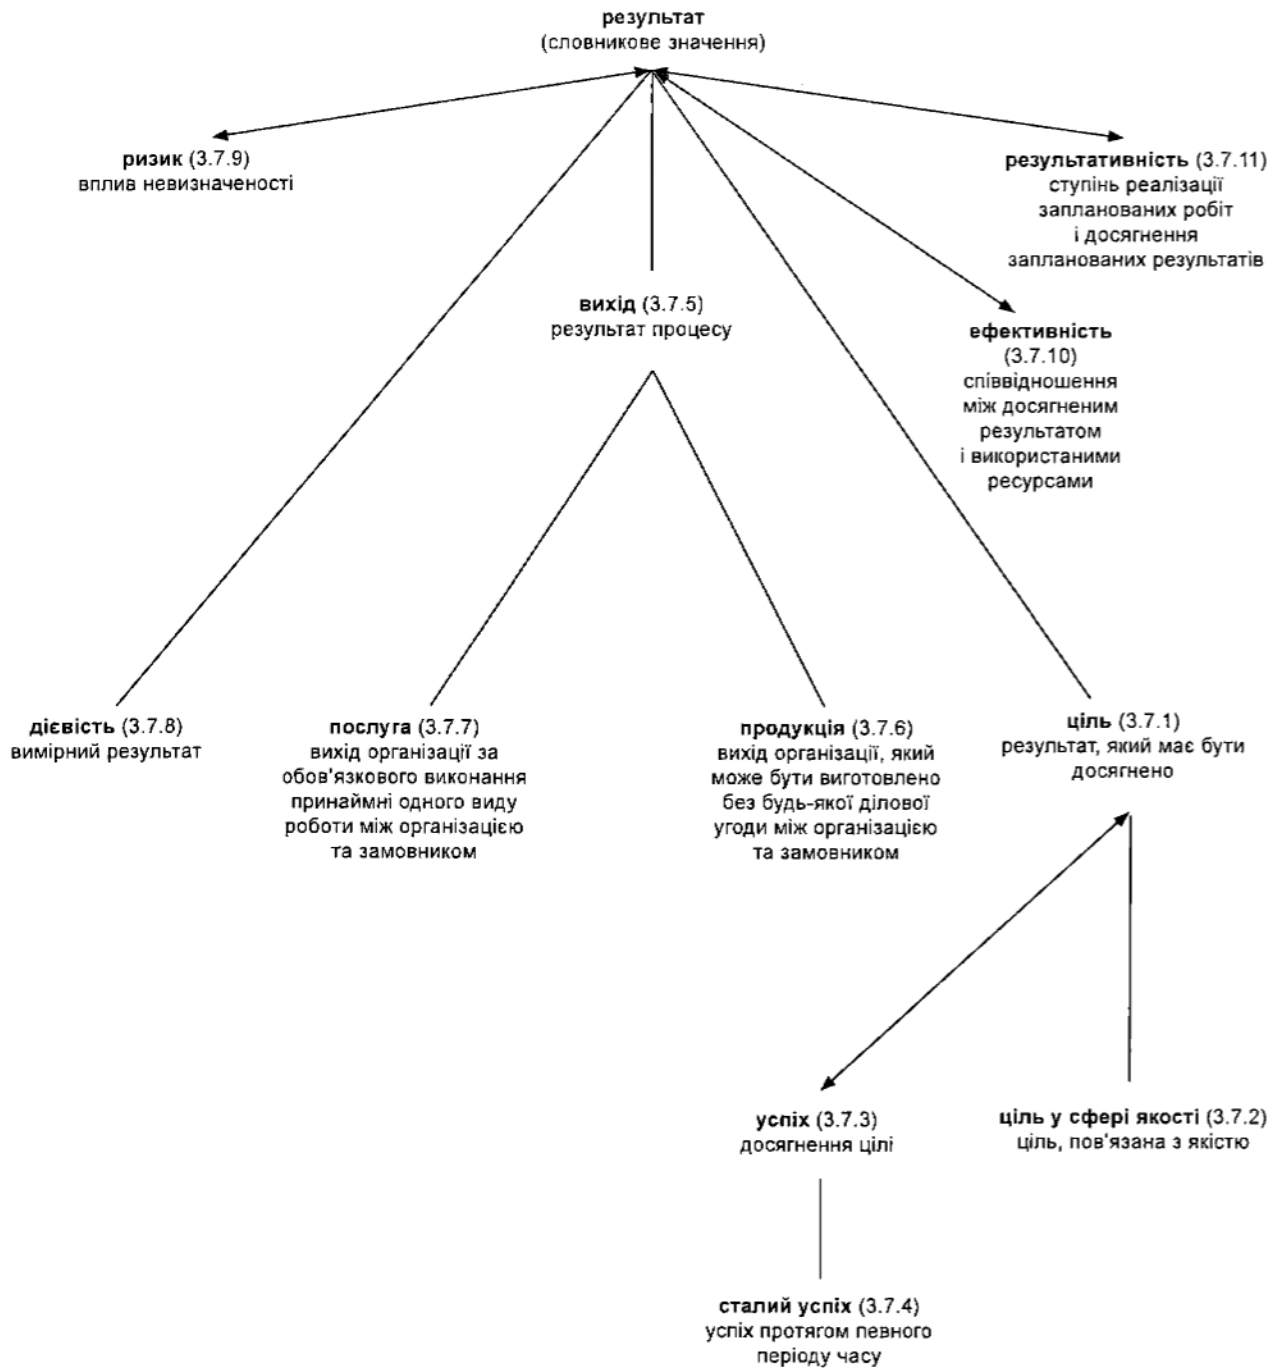 результат
(словникове значення)
ризик (3.7.9)
вплив невизначеності
результативність (3.7.11)
ступінь реалізації
запланованих робіт
і досягнення
запланованих результатів
вихід (3.7.5)
результат процесу
ефективність
(3.7.10)
співвідношення
між досягненим
результатом
і використаними
ресурсами
дієвість (3.7.8)
вимірний результат
послуга (3.7.7)
вихід організації за
обов'язкового виконання
принаймні одного виду
роботи між організацією
та замовником
продукція (3.7.6)
вихід організації, який
може бути виготовлено
без будь-якої ділової
угоди між організацією
та замовником
ціль (3.7.1)
результат, який має бути
досягнено
успіх (3.7.3)
досягнення цілі
ціль у сфері якості (3.7.2)
ціль, пов'язана з якістю
сталий успіх (3.7.4)
успіх протягом певного
періоду часу